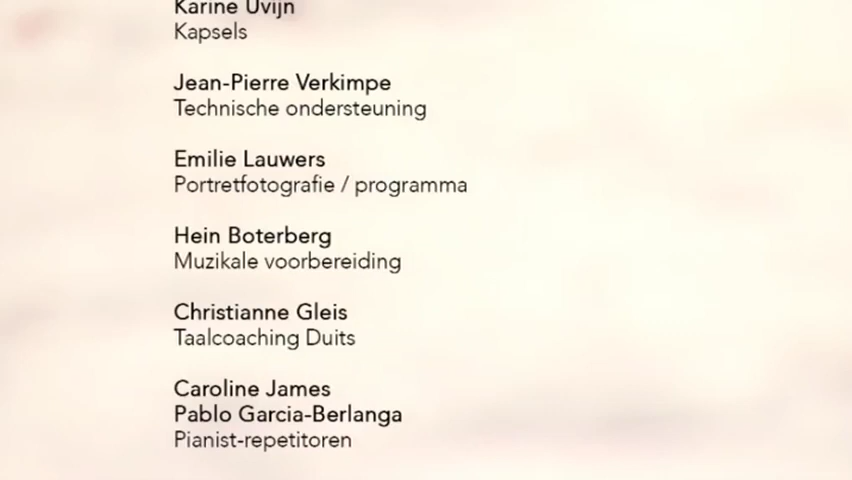 Karine Uvijn
Kapsels
Jean-Pierre Verkimpe
Technische ondersteuning
Emilie Lauwers
Portretfotografie / programma
Hein Boterberg
Muzikale voorbereiding
Christianne Gleis
Taalcoaching Duits
Caroline James
Pablo Garcia-Berlanga
Pianist-repetitoren